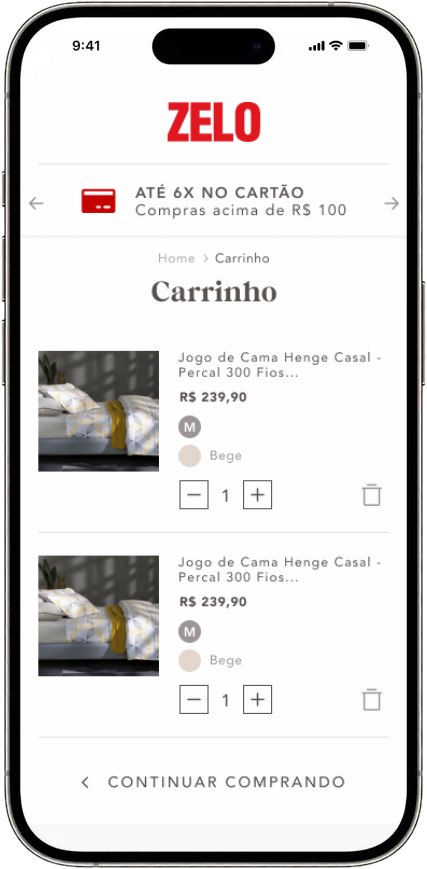 9:41
ZELO
ATÉ 6X NO CARTÃO
Compras acima de R$ 100
Home > Carrinho
Carrinho
Jogo de Cama Henge Casal -
Percal 300 Fios...
R$ 239,90
M
Bege
1
Jogo de Cama Henge Casal -
Percal 300 Fios...
R$ 239,90
M
Bege
1
CONTINUAR COMPRANDO